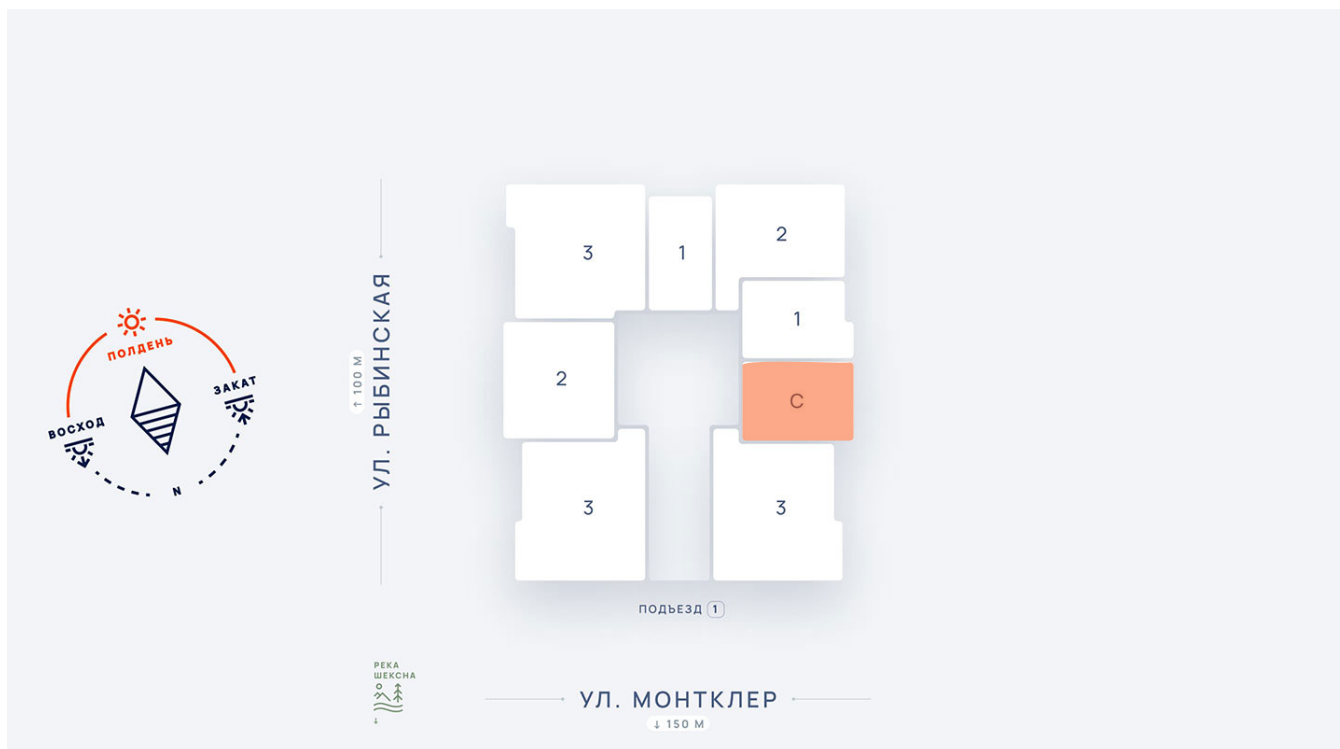 ПОЛДЕНЬ
ЗАКАТ
ВОСХОД
N
↑ 100 М
УЛ. РЫБИНСКАЯ
3
1
2
1
2
С
3
3
ПОДЪЕЗД 1
РЕКА
ШЕКСНА
↓
УЛ. МОНТКЛЕР
↓ 150 М